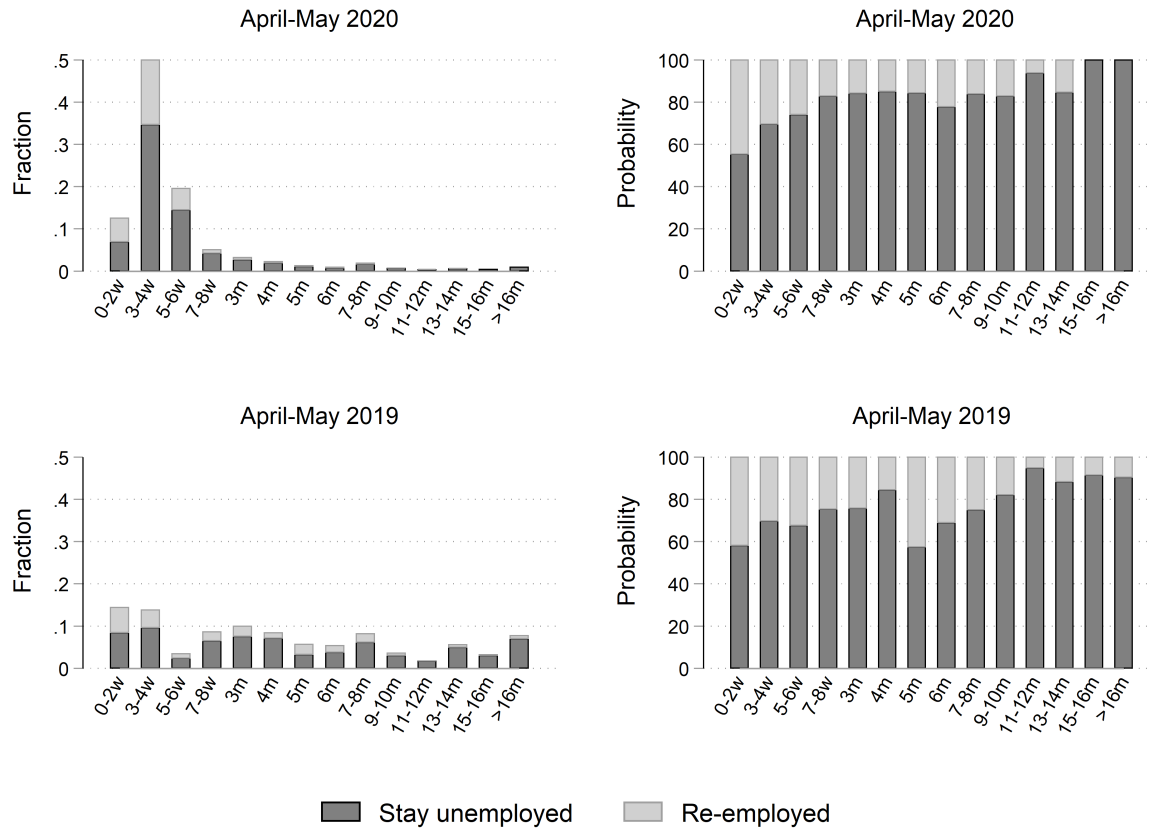 April-May 2020
Fraction
.5
.4
.3
.2
.1
0
0-2w 3-4w 5-6w 7-8w 3m 4m 5m 6m 7-8m 9-10m 11-12m 13-14m 15-16m >16m
April-May 2020
Probability
100
80
60
40
20
0
0-2w 3-4w 5-6w 7-8w 3m 4m 5m 6m 7-8m 9-10m 11-12m 13-14m 15-16m >16m
April-May 2019
Fraction
.5
.4
.3
.2
.1
0
0-2w 3-4w 5-6w 7-8w 3m 4m 5m 6m 7-8m 9-10m 11-12m 13-14m 15-16m >16m
April-May 2019
Probability
100
80
60
40
20
0
0-2w 3-4w 5-6w 7-8w 3m 4m 5m 6m 7-8m 9-10m 11-12m 13-14m 15-16m >16m
Stay unemployed Re-employed